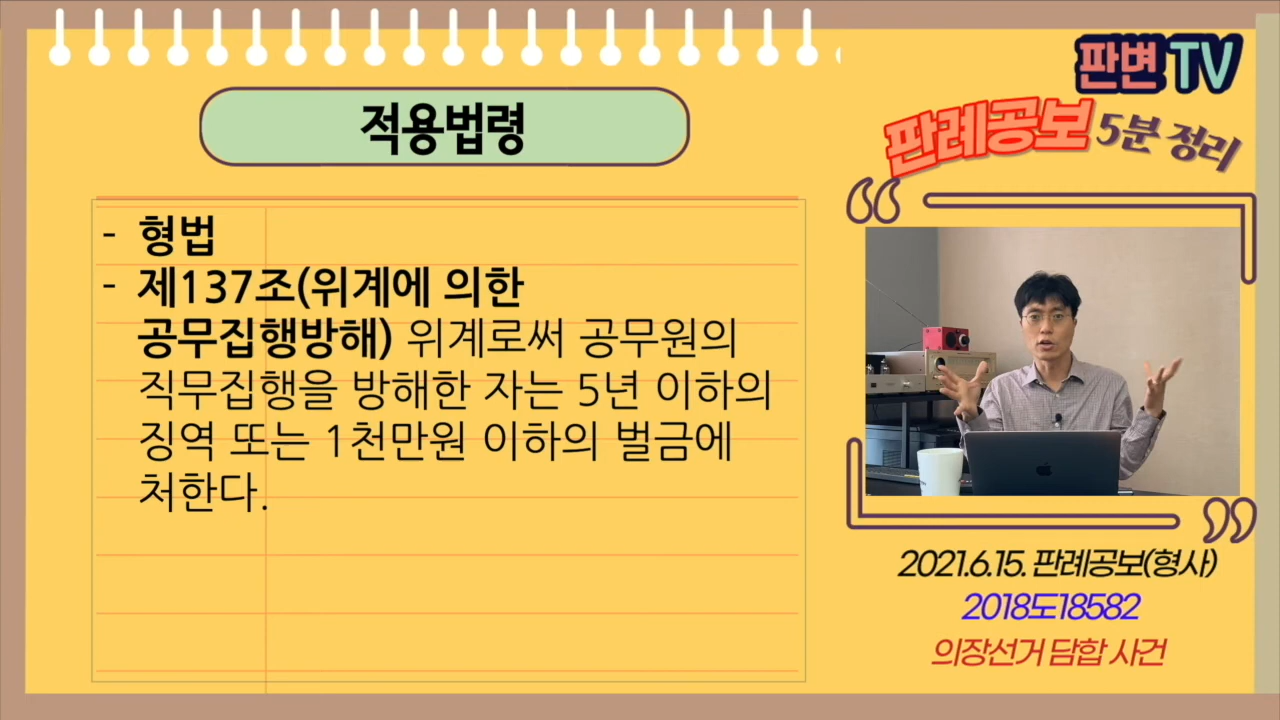 적용법령
- 형법
- 제137조(위계에 의한
공무집행방해) 위계로써 공무원의
직무집행을 방해한 자는 5년 이하의
징역 또는 1천만원 이하의 벌금에
처한다.
판변 TV
판례공보 5분 정리
2021.6.15. 판례공보(형사)
2018도18582
의장선거 담합 사건